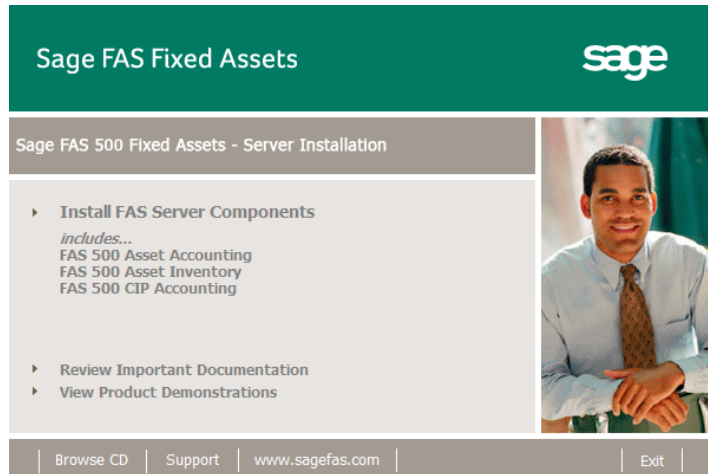 Sage FAS Fixed Assets
sage
Sage FAS 500 Fixed Assets - Server Installation
Install FAS Server Components
includes...
FAS 500 Asset Accounting
FAS 500 Asset Inventory
FAS 500 CIP Accounting
Review Important Documentation
View Product Demonstrations
Browse CD
Support
www.sagefas.com
Exit